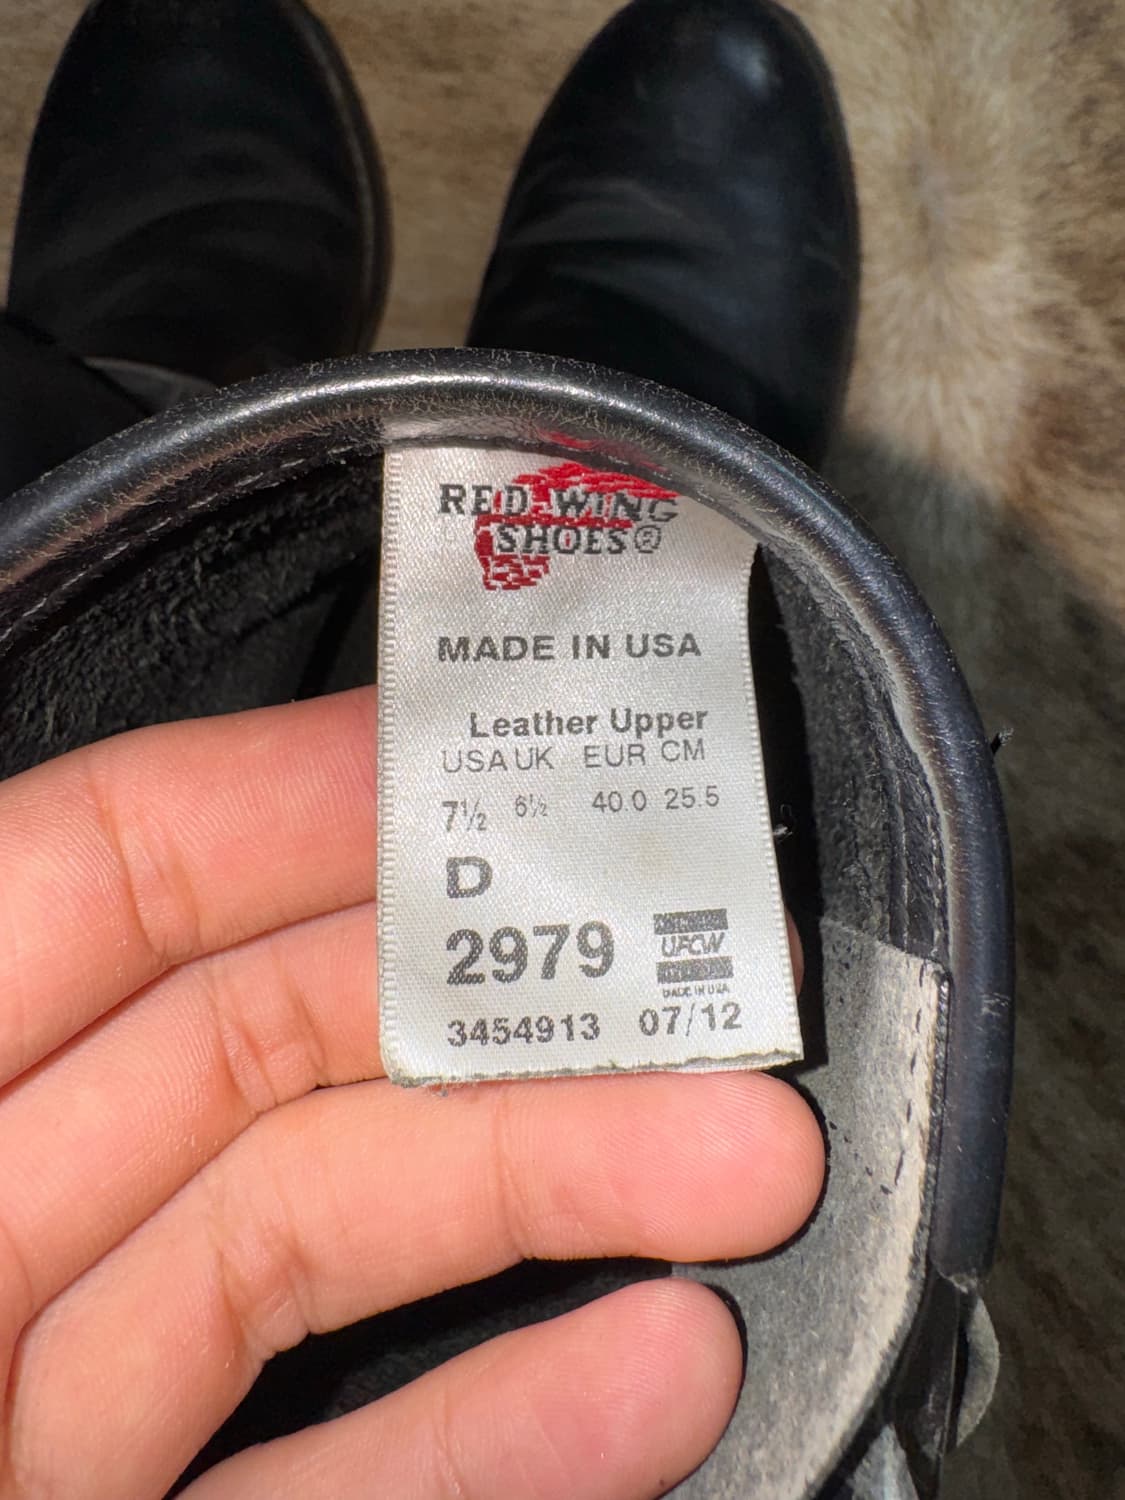 RED WING
SHOES®
MADE IN USA
Leather Upper
USA UK EUR CM
7½ 6½ 40.0 25.5
D
2979
UFCW
MADE IN USA
3454913 07/12